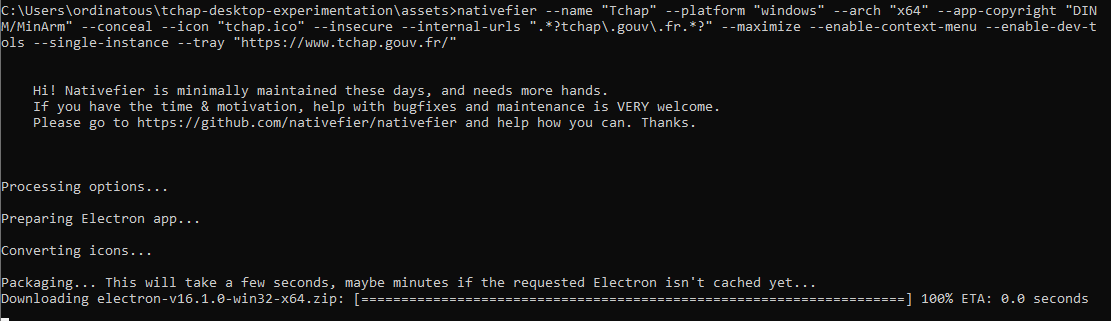 C:\Users\ordinatous\tchap-desktop-experimentation\assets>nativefier --name "Tchap" --platform "windows" --arch "x64" --app-copyright "DIN
M/MinArm" --conceal --icon "tchap.ico" --insecure --internal-urls ".*?tchap\.gouv\.fr.*?" --maximize --enable-context-menu --enable-dev-t
ols --single-instance --tray "https://www.tchap.gouv.fr/"
Hi! Nativefier is minimally maintained these days, and needs more hands.
If you have the time & motivation, help with bugfixes and maintenance is VERY welcome.
Please go to https://github.com/nativefier/nativefier and help how you can. Thanks.
Processing options...
Preparing Electron app...
Converting icons...
Packaging... This will take a few seconds, maybe minutes if the requested Electron isn't cached yet...
Downloading electron-v16.1.0-win32-x64.zip: [====================================================================] 100% ETA: 0.0 seconds